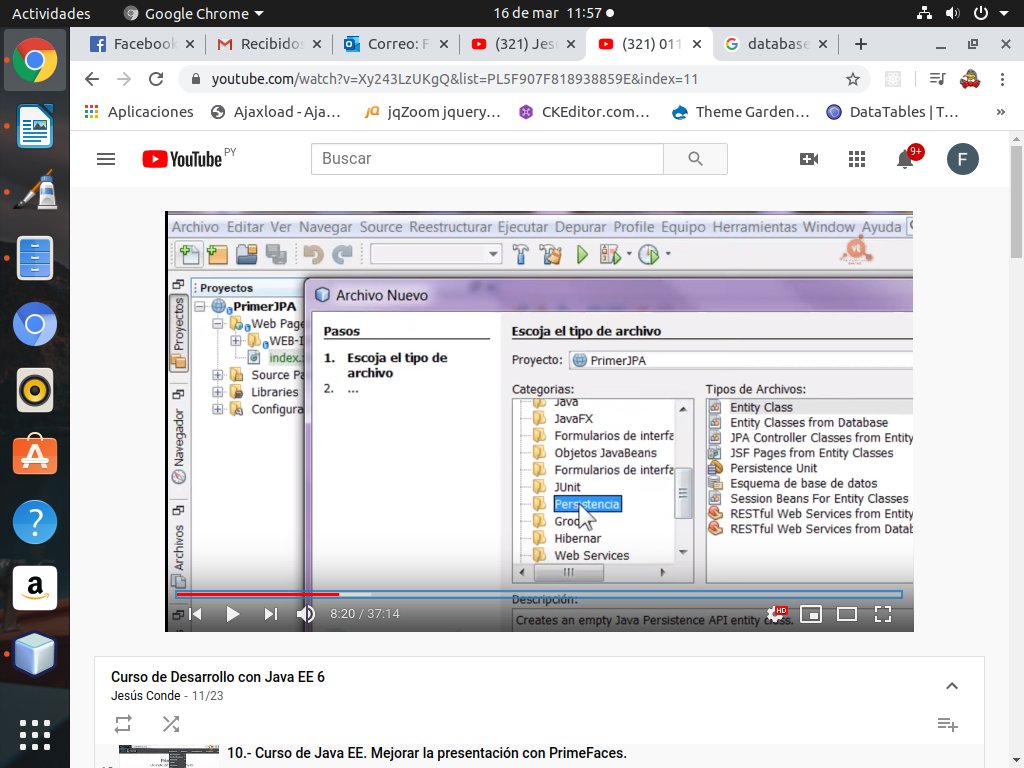 Actividades Google Chrome 16 de mar 11:57
Facebook Recibidos Correo: F (321) Jes (321) 011 database
youtube.com/watch?v=Xy243LzUKgQ&list=PL5F907F818938859E&index=11
Aplicaciones Ajaxload - Aja... jqZoom jquery... CKEditor.com... Theme Garden... DataTables | T... »
YouTube PY Buscar 9+ F
Archivo Editar Ver Navegar Source Reestructurar Ejecutar Depurar Profile Equipo Herramientas Window Ayuda
Proyectos
Proyectos
Navegador
Archivos
PrimerJPA
Web Page
WEB-I
index.
Source Pa
Libraries
Configura
Archivo Nuevo
Pasos
1. Escoja el tipo de
archivo
2. ...
Escoja el tipo de archivo
Proyecto: PrimerJPA
Categorías:
Java
JavaFX
Formularios de interfa
Objetos JavaBeans
Formularios de interfa
JUnit
Persistencia
Hibernar
Web Services
Tipos de Archivos:
Entity Class
Entity Classes from Database
JPA Controller Classes from Entity
JSF Pages from Entity Classes
Persistence Unit
Esquema de base de datos
Session Beans For Entity Classes
RESTful Web Services from Entity
RESTful Web Services from Datab
Descripción:
Creates an empty Java Persistence API entity class.
8:20 / 37:14 HD
Curso de Desarrollo con Java EE 6
Jesús Conde - 11/23
10.- Curso de Java EE. Mejorar la presentación con PrimeFaces.